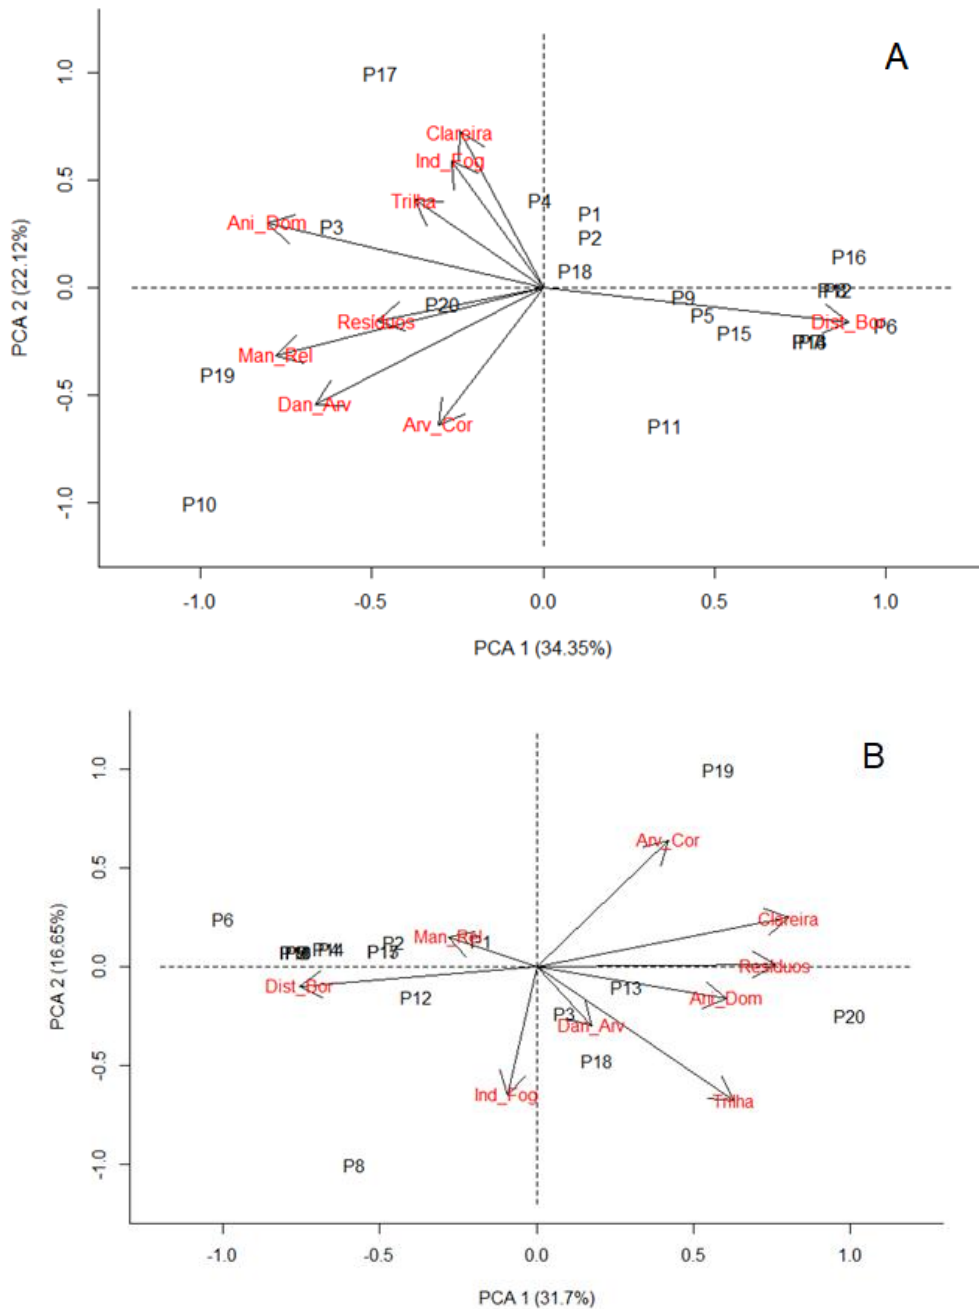 A
1.0
P17
Clareira
Ind_Fog
0.5
Trilha
P4
P1
Ani_Dom
P3
P2
P18
P16
0.0
P20
P9
Resíduos
P5
Dist_Bor
P6
P15
Man_Rel
P19
-0.5
Dan_Arv
Arv_Cor
P11
-1.0
P10
PCA 2 (22.12%)
-1.0 -0.5 0.0 0.5 1.0
PCA 1 (34.35%)
B
1.0
P19
Arv_Cor
0.5
P6
Clareira
Man_Rel
P1
P2
P14
0.0
Resíduos
Dist_Bor
P12
P13
Ani_Dom
P3
Dan_Arv
P20
-0.5
P18
Ind_Fog
Trilha
-1.0
P8
PCA 2 (16.65%)
-1.0 -0.5 0.0 0.5 1.0
PCA 1 (31.7%)